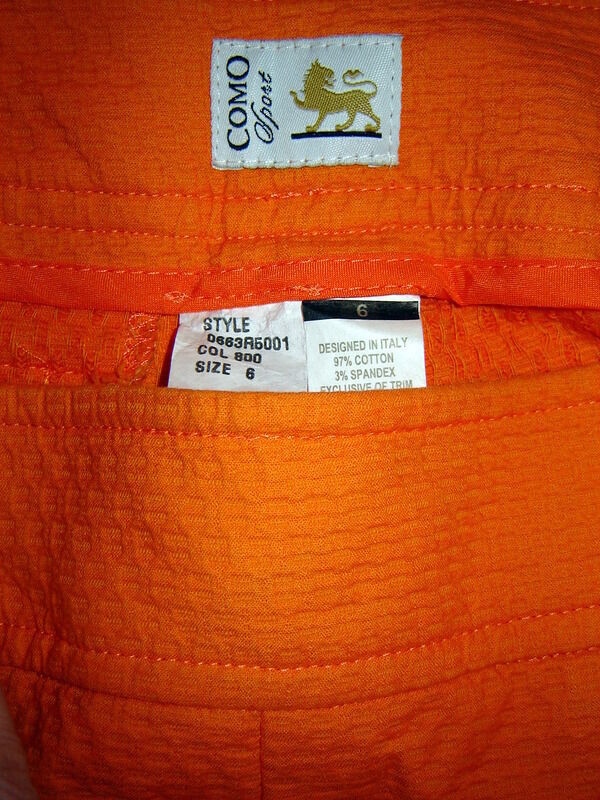 COMO
Sport
STYLE
0663R5001
COL 800
SIZE 6
6
DESIGNED IN ITALY
97% COTTON
3% SPANDEX
EXCLUSIVE OF TRIM